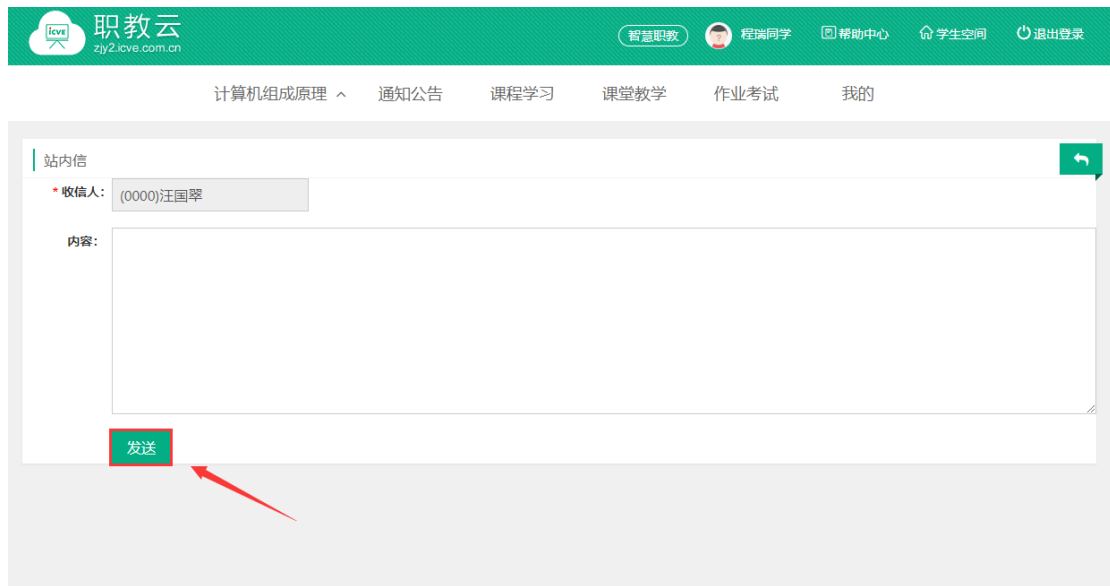 icve
职教云
zjy2.icve.com.cn
智慧职教 程瑞同学 帮助中心 学生空间 退出登录
计算机组成原理 通知公告 课程学习 课堂教学 作业考试 我的
站内信
*收信人: (0000)汪国翠
内容:
发送